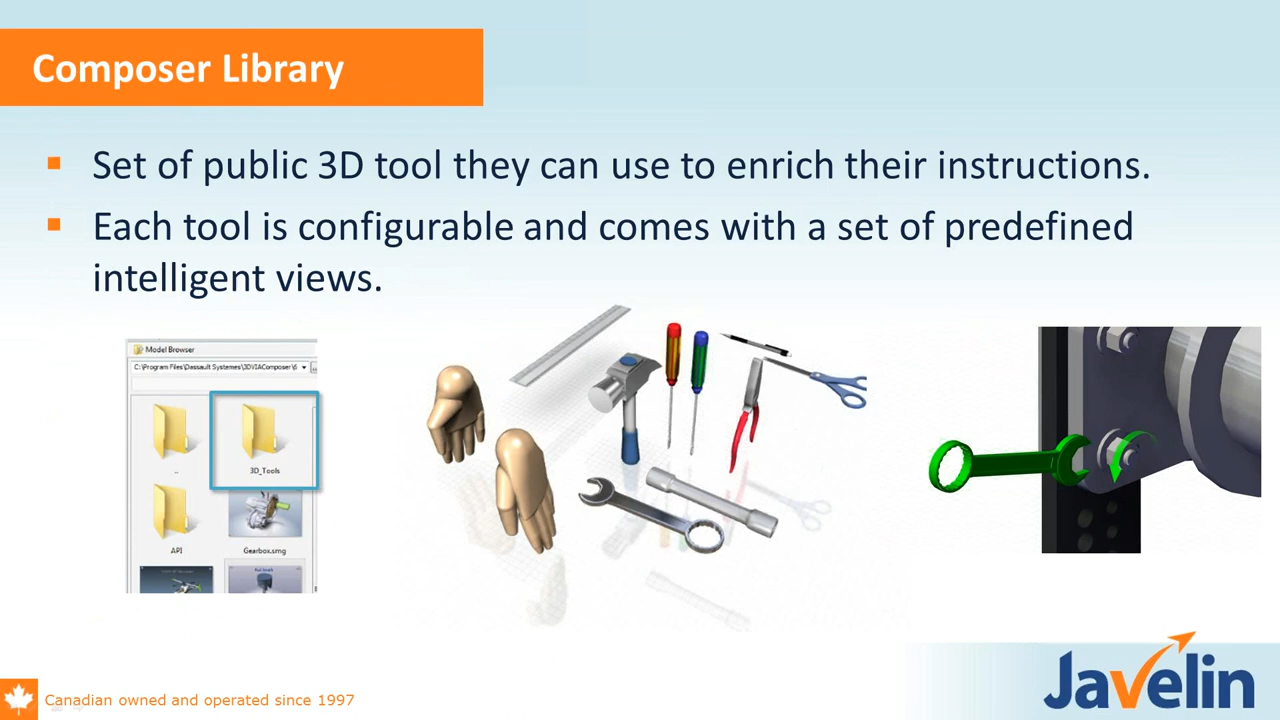 Composer Library
Set of public 3D tool they can use to enrich their instructions.
Each tool is configurable and comes with a set of predefined
intelligent views.
Model Browser
C:\Program Files\Dassault Systemes\3DVIAComposer\
..
3D_Tools
API
Gearbox.smg
Canadian owned and operated since 1997
Javelin